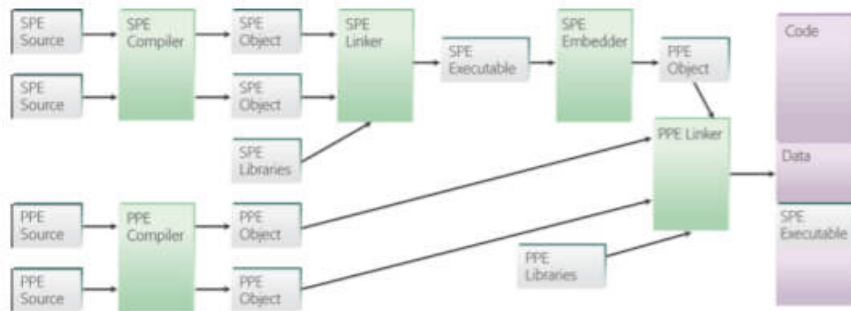 SPE
Source
SPE
Compiler
SPE
Object
SPE
Linker
SPE
Executable
SPE
Embedder
PPE
Object
Code
SPE
Source
SPE
Object
SPE
Libraries
PPE Linker
Data
PPE
Source
PPE
Compiler
PPE
Object
SPE
Executable
PPE
Source
PPE
Object
PPE
Libraries